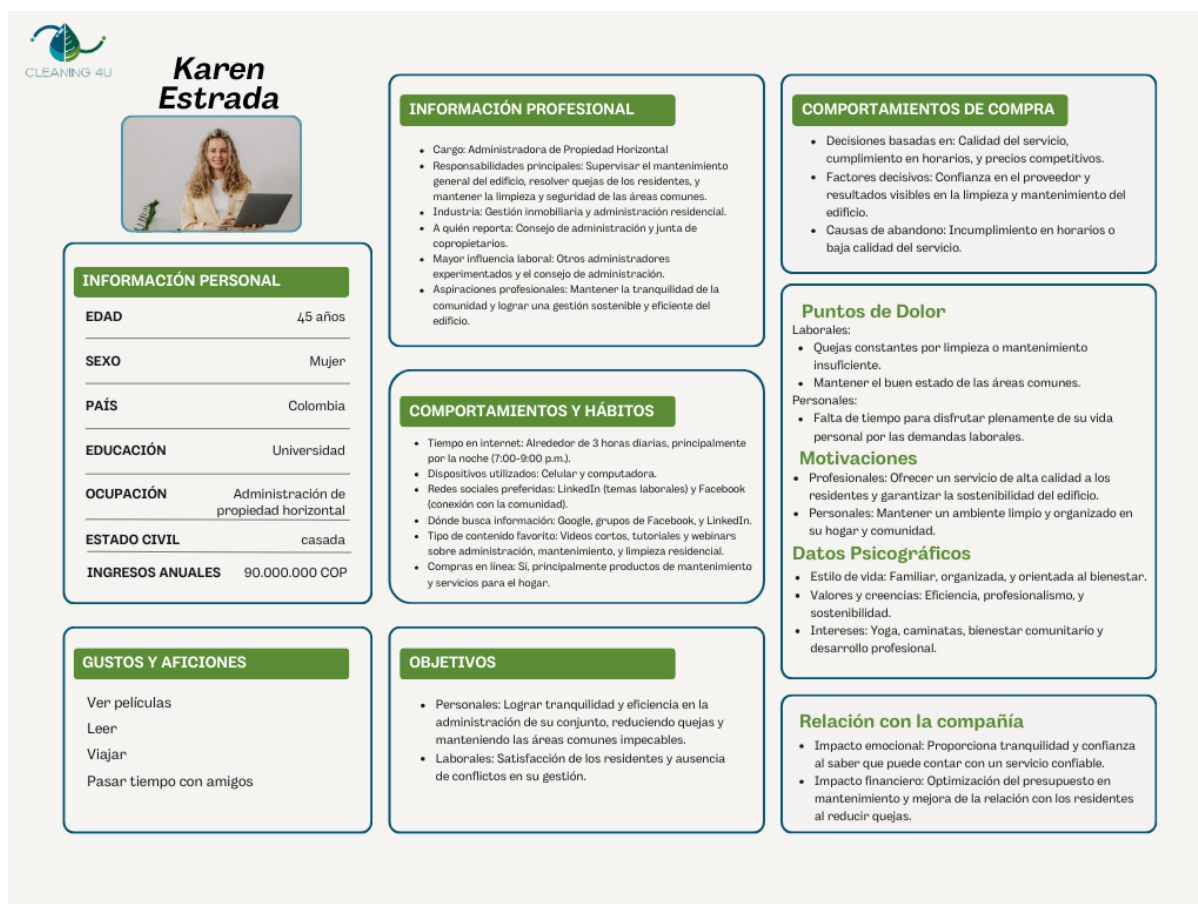 CLEANING 4U
Karen
Estrada
INFORMACIÓN PERSONAL
EDAD 45 años
SEXO Mujer
PAÍS Colombia
EDUCACIÓN Universidad
OCUPACIÓN Administración de
propiedad horizontal
ESTADO CIVIL casada
INGRESOS ANUALES 90.000.000 COP
GUSTOS Y AFICIONES
Ver películas
Leer
Viajar
Pasar tiempo con amigos
INFORMACIÓN PROFESIONAL
• Cargo: Administradora de Propiedad Horizontal
• Responsabilidades principales: Supervisar el mantenimiento
general del edificio, resolver quejas de los residentes, y
mantener la limpieza y seguridad de las áreas comunes.
• Industria: Gestión inmobiliaria y administración residencial.
• A quién reporta: Consejo de administración y junta de
copropietarios.
• Mayor influencia laboral: Otros administradores
experimentados y el consejo de administración.
• Aspiraciones profesionales: Mantener la tranquilidad de la
comunidad y lograr una gestión sostenible y eficiente del
edificio.
COMPORTAMIENTOS Y HÁBITOS
• Tiempo en internet: Alrededor de 3 horas diarias, principalmente
por la noche (7:00-9:00 p.m.).
• Dispositivos utilizados: Celular y computadora.
• Redes sociales preferidas: LinkedIn (temas laborales) y Facebook
(conexión con la comunidad).
• Dónde busca información: Google, grupos de Facebook, y LinkedIn.
• Tipo de contenido favorito: Videos cortos, tutoriales y webinars
sobre administración, mantenimiento, y limpieza residencial.
• Compras en línea: Sí, principalmente productos de mantenimiento
y servicios para el hogar.
OBJETIVOS
• Personales: Lograr tranquilidad y eficiencia en la
administración de su conjunto, reduciendo quejas y
manteniendo las áreas comunes impecables.
• Laborales: Satisfacción de los residentes y ausencia
de conflictos en su gestión.
COMPORTAMIENTOS DE COMPRA
• Decisiones basadas en: Calidad del servicio,
cumplimiento en horarios, y precios competitivos.
• Factores decisivos: Confianza en el proveedor y
resultados visibles en la limpieza y mantenimiento del
edificio.
• Causas de abandono: Incumplimiento en horarios o
baja calidad del servicio.
Puntos de Dolor
Laborales:
• Quejas constantes por limpieza o mantenimiento
insuficiente.
• Mantener el buen estado de las áreas comunes.
Personales:
• Falta de tiempo para disfrutar plenamente de su vida
personal por las demandas laborales.
Motivaciones
• Profesionales: Ofrecer un servicio de alta calidad a los
residentes y garantizar la sostenibilidad del edificio.
• Personales: Mantener un ambiente limpio y organizado en
su hogar y comunidad.
Datos Psicográficos
• Estilo de vida: Familiar, organizada, y orientada al bienestar.
• Valores y creencias: Eficiencia, profesionalismo, y
sostenibilidad.
• Intereses: Yoga, caminatas, bienestar comunitario y
desarrollo profesional.
Relación con la compañía
• Impacto emocional: Proporciona tranquilidad y confianza
al saber que puede contar con un servicio confiable.
• Impacto financiero: Optimización del presupuesto en
mantenimiento y mejora de la relación con los residentes
al reducir quejas.